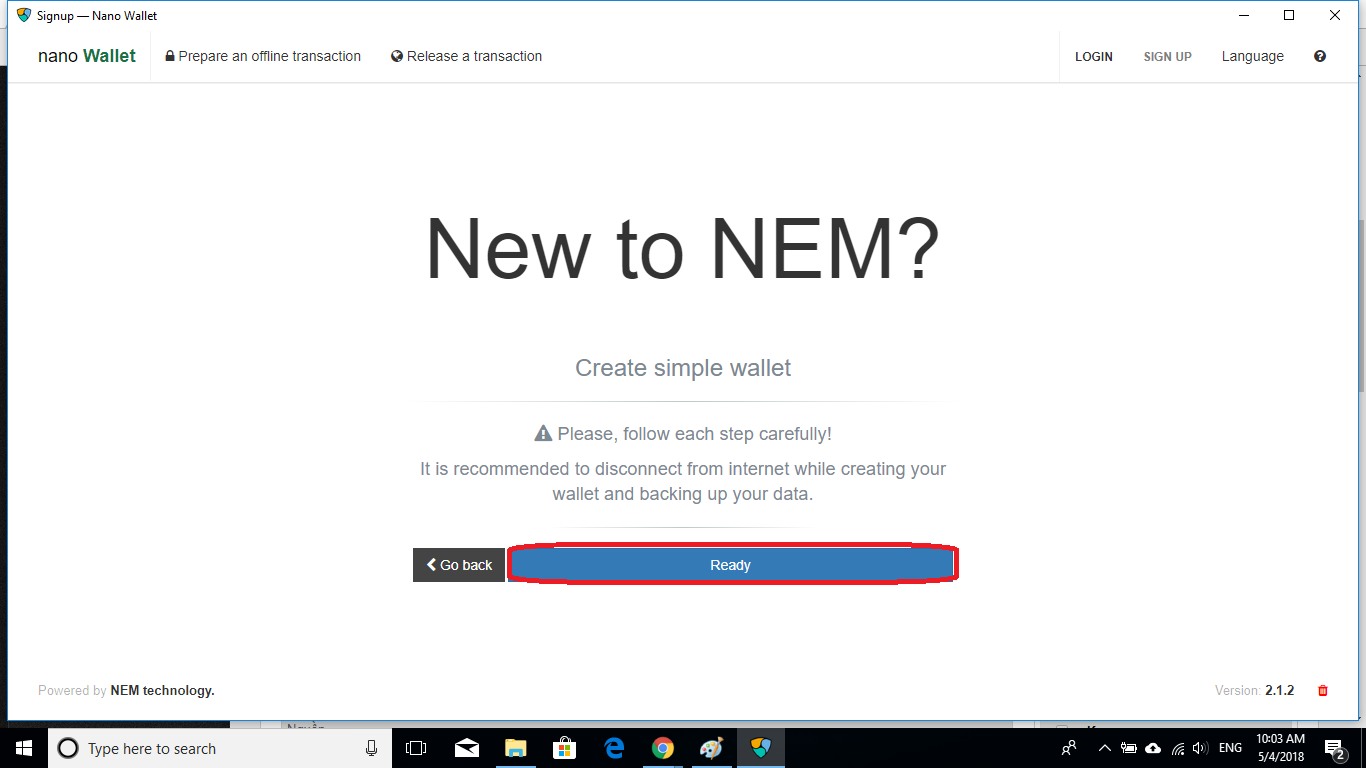 Signup — Nano Wallet
nano Wallet
Prepare an offline transaction
Release a transaction
LOGIN
SIGN UP
Language
New to NEM?
Create simple wallet
Please, follow each step carefully!
It is recommended to disconnect from internet while creating your
wallet and backing up your data.
Go back
Ready
Powered by NEM technology.
Version: 2.1.2
Type here to search
ENG
10:03 AM
5/4/2018
2